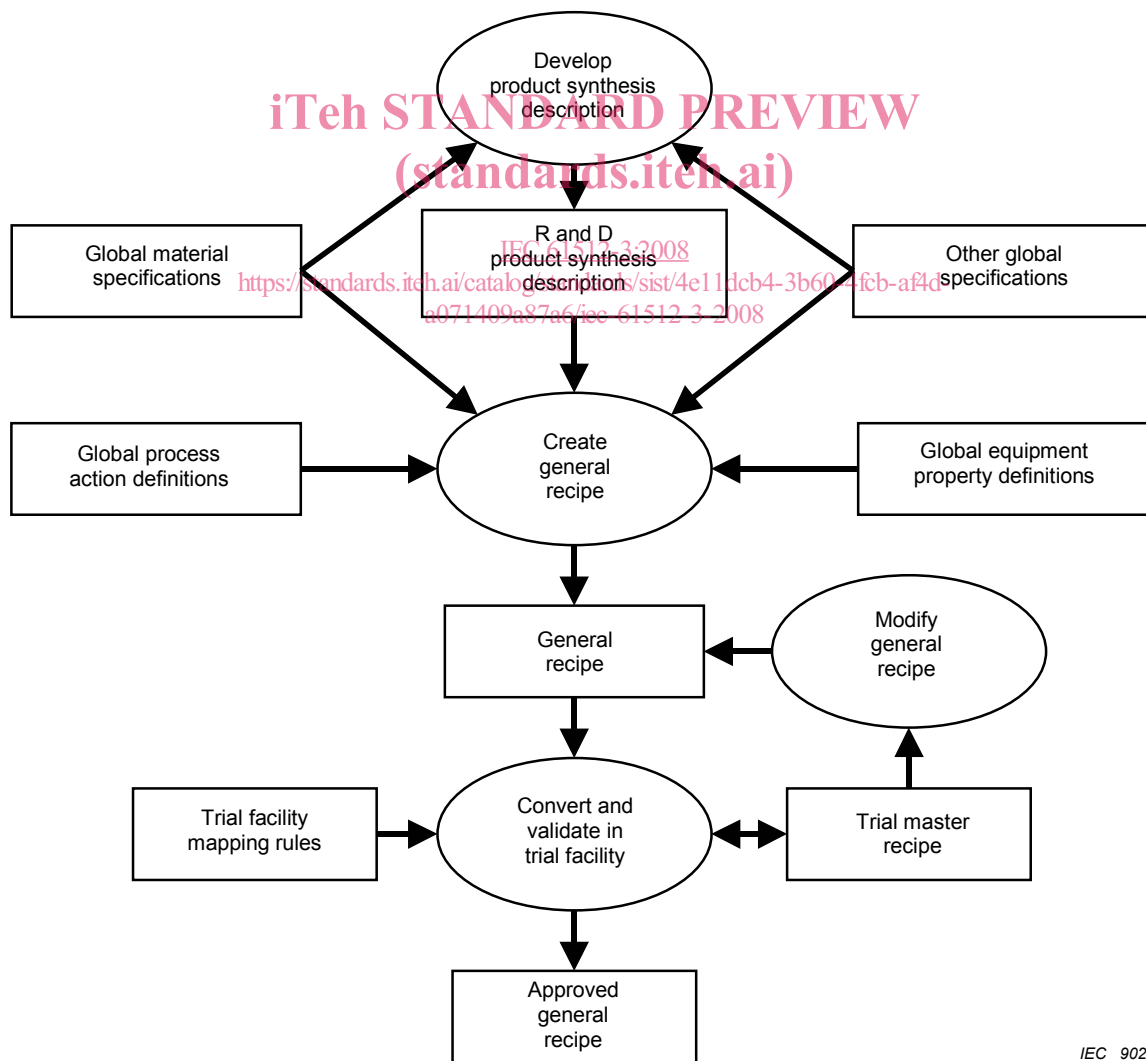 Develop
product synthesis
description
iTeh STANDARD PREVIEW
(standards.iteh.ai)
Global material
specifications
R and D
product synthesis
description
Other global
specifications
IEC 61512-3:2008
https://standards.iteh.ai/catalog/standards/sist/4e11dcb4-3b60-4fcb-af4d-
a071409a87a6/iec-61512-3-2008
Global process
action definitions
Create
general
recipe
Global equipment
property definitions
General
recipe
Modify
general
recipe
Trial facility
mapping rules
Convert and
validate in
trial facility
Trial master
recipe
Approved
general
recipe
IEC 902